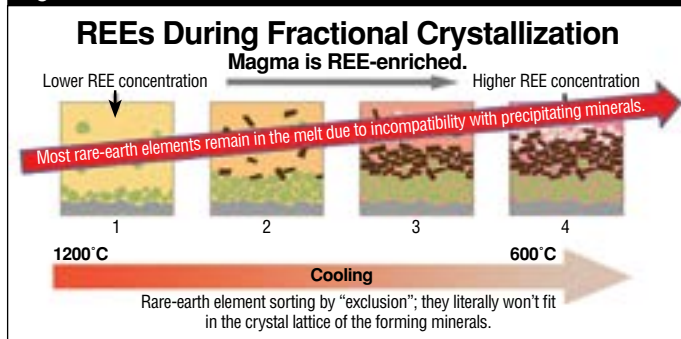 REEs During Fractional Crystallization
Magma is REE-enriched.
Lower REE concentration
Higher REE concentration
Most rare-earth elements remain in the melt due to incompatibility with precipitating minerals.
1
2
3
4
1200°C
600°C
Cooling
Rare-earth element sorting by “exclusion”; they literally won’t fit
in the crystal lattice of the forming minerals.